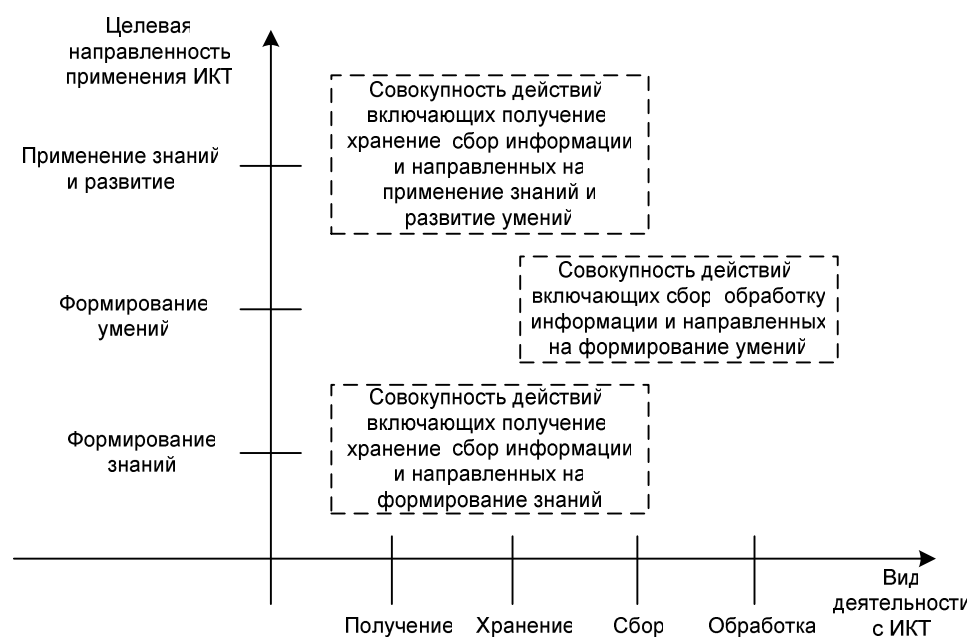 Целевая
направленность
применения ИКТ
Совокупность действий
включающих получение
хранение сбор информации
и направленных на
применение знаний и
развитие умений
Применение знаний
и развитие
Совокупность действий
включающих сбор обработку
информации и направленных
на формирование умений
Формирование
умений
Совокупность действий
включающих получение
хранение сбор информации
и направленных на
формирование знаний
Формирование
знаний
Вид
деятельности
с ИКТ
Получение
Хранение
Сбор
Обработка